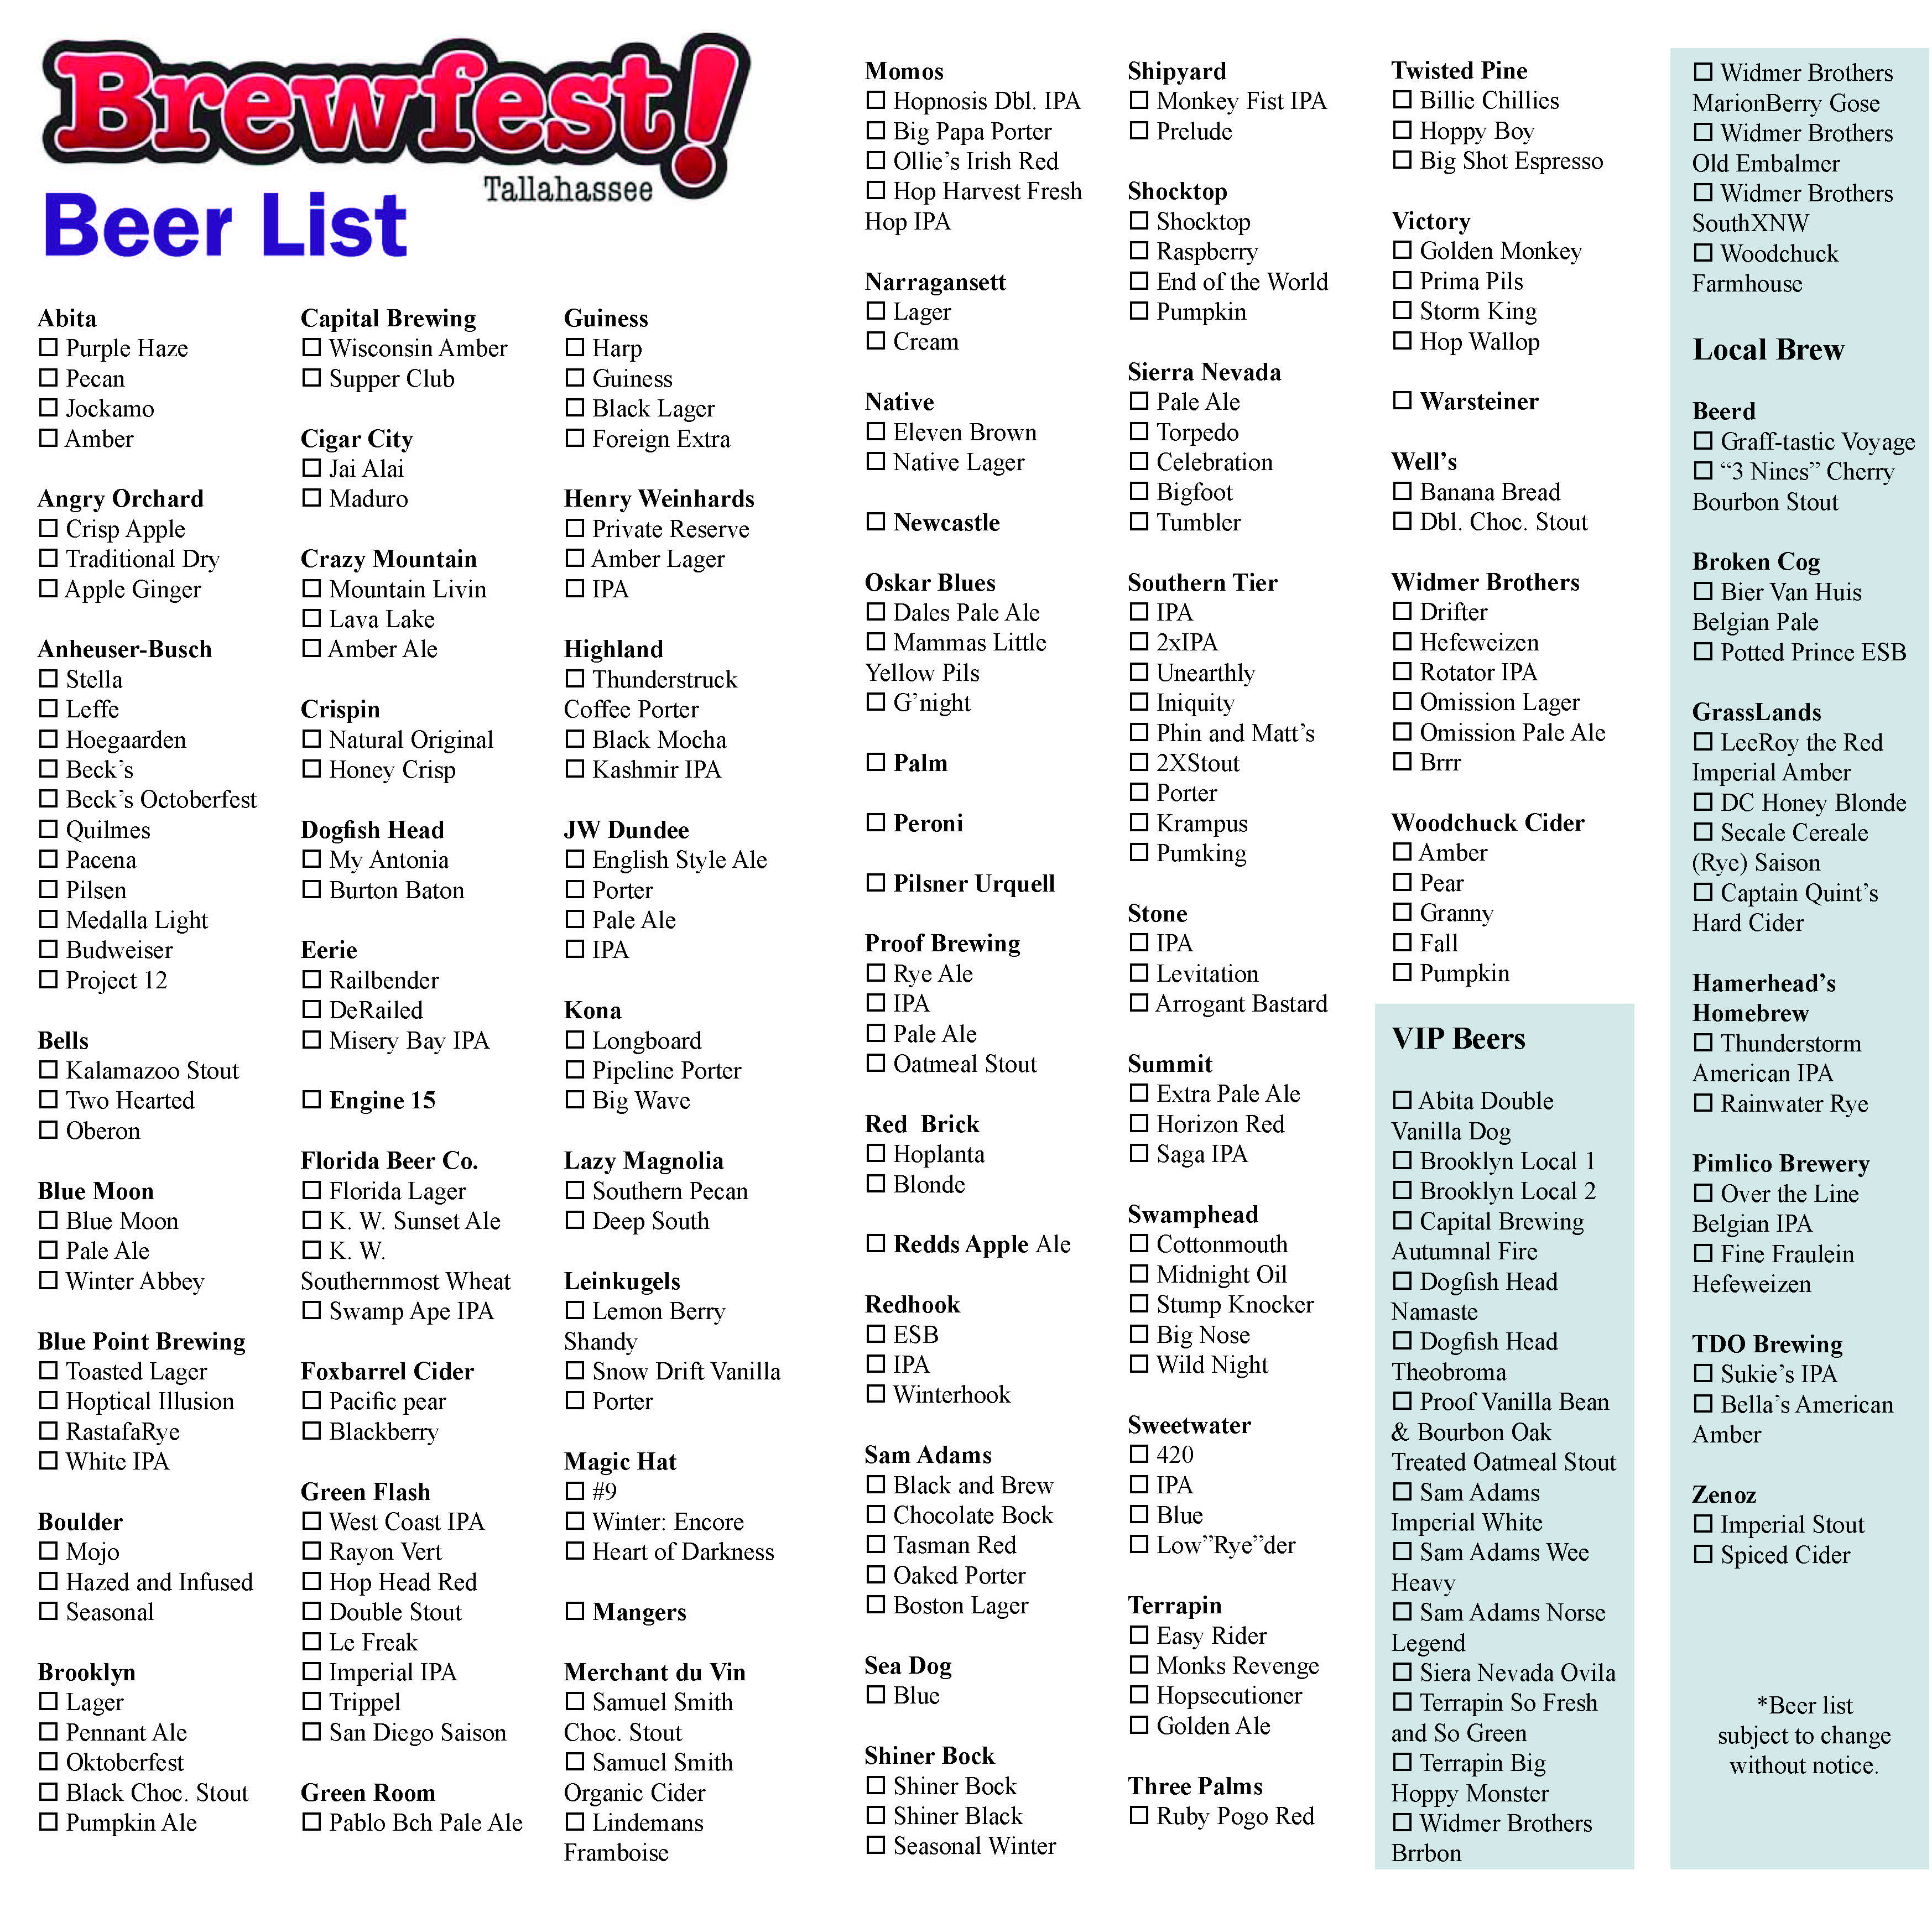 Brewfest!
Tallahassee
Beer List
Abita
☐ Purple Haze
☐ Pecan
☐ Jockamo
☐ Amber
Angry Orchard
☐ Crisp Apple
☐ Traditional Dry
☐ Apple Ginger
Anheuser-Busch
☐ Stella
☐ Leffe
☐ Hoegaarden
☐ Beck's
☐ Beck's Octoberfest
☐ Quilmes
☐ Pacena
☐ Pilsen
☐ Medalla Light
☐ Budweiser
☐ Project 12
Bells
☐ Kalamazoo Stout
☐ Two Hearted
☐ Oberon
Blue Moon
☐ Blue Moon
☐ Pale Ale
☐ Winter Abbey
Blue Point Brewing
☐ Toasted Lager
☐ Hoptical Illusion
☐ RastafaRye
☐ White IPA
Boulder
☐ Mojo
☐ Hazed and Infused
☐ Seasonal
Brooklyn
☐ Lager
☐ Pennant Ale
☐ Oktoberfest
☐ Black Choc. Stout
☐ Pumpkin Ale
Capital Brewing
☐ Wisconsin Amber
☐ Supper Club
Cigar City
☐ Jai Alai
☐ Maduro
Crazy Mountain
☐ Mountain Livin
☐ Lava Lake
☐ Amber Ale
Crispin
☐ Natural Original
☐ Honey Crisp
Dogfish Head
☐ My Antonia
☐ Burton Baton
Eerie
☐ Railbender
☐ DeRailed
☐ Misery Bay IPA
☐ Engine 15
Florida Beer Co.
☐ Florida Lager
☐ K. W. Sunset Ale
☐ K. W.
Southernmost Wheat
☐ Swamp Ape IPA
Foxbarrel Cider
☐ Pacific pear
☐ Blackberry
Green Flash
☐ West Coast IPA
☐ Rayon Vert
☐ Hop Head Red
☐ Double Stout
☐ Le Freak
☐ Imperial IPA
☐ Trippel
☐ San Diego Saison
Green Room
☐ Pablo Bch Pale Ale
Guiness
☐ Harp
☐ Guiness
☐ Black Lager
☐ Foreign Extra
Henry Weinhards
☐ Private Reserve
☐ Amber Lager
☐ IPA
Highland
☐ Thunderstruck
Coffee Porter
☐ Black Mocha
☐ Kashmir IPA
JW Dundee
☐ English Style Ale
☐ Porter
☐ Pale Ale
☐ IPA
Kona
☐ Longboard
☐ Pipeline Porter
☐ Big Wave
Lazy Magnolia
☐ Southern Pecan
☐ Deep South
Leinkugels
☐ Lemon Berry
Shandy
☐ Snow Drift Vanilla
☐ Porter
Magic Hat
☐ #9
☐ Winter: Encore
☐ Heart of Darkness
☐ Mangers
Merchant du Vin
☐ Samuel Smith
Choc. Stout
☐ Samuel Smith
Organic Cider
☐ Lindemans
Framboise
Momos
☐ Hopnosis Dbl. IPA
☐ Big Papa Porter
☐ Ollie's Irish Red
☐ Hop Harvest Fresh
Hop IPA
Narragansett
☐ Lager
☐ Cream
Native
☐ Eleven Brown
☐ Native Lager
☐ Newcastle
Oskar Blues
☐ Dales Pale Ale
☐ Mammas Little
Yellow Pils
☐ G'night
☐ Palm
☐ Peroni
☐ Pilsner Urquell
Proof Brewing
☐ Rye Ale
☐ IPA
☐ Pale Ale
☐ Oatmeal Stout
Red Brick
☐ Hoplanta
☐ Blonde
☐ Redds Apple Ale
Redhook
☐ ESB
☐ IPA
☐ Winterhook
Sam Adams
☐ Black and Brew
☐ Chocolate Bock
☐ Tasman Red
☐ Oaked Porter
☐ Boston Lager
Sea Dog
☐ Blue
Shiner Bock
☐ Shiner Bock
☐ Shiner Black
☐ Seasonal Winter
Shipyard
☐ Monkey Fist IPA
☐ Prelude
Shocktop
☐ Shocktop
☐ Raspberry
☐ End of the World
☐ Pumpkin
Sierra Nevada
☐ Pale Ale
☐ Torpedo
☐ Celebration
☐ Bigfoot
☐ Tumbler
Southern Tier
☐ IPA
☐ 2xIPA
☐ Unearthly
☐ Iniquity
☐ Phin and Matt's
☐ 2XStout
☐ Porter
☐ Krampus
☐ Pumking
Stone
☐ IPA
☐ Levitation
☐ Arrogant Bastard
Summit
☐ Extra Pale Ale
☐ Horizon Red
☐ Saga IPA
Swamphead
☐ Cottonmouth
☐ Midnight Oil
☐ Stump Knocker
☐ Big Nose
☐ Wild Night
Sweetwater
☐ 420
☐ IPA
☐ Blue
☐ Low”Rye”der
Terrapin
☐ Easy Rider
☐ Monks Revenge
☐ Hopsecutioner
☐ Golden Ale
Three Palms
☐ Ruby Pogo Red
Twisted Pine
☐ Billie Chillies
☐ Hoppy Boy
☐ Big Shot Espresso
Victory
☐ Golden Monkey
☐ Prima Pils
☐ Storm King
☐ Hop Wallop
☐ Warsteiner
Well's
☐ Banana Bread
☐ Dbl. Choc. Stout
Widmer Brothers
☐ Drifter
☐ Hefeweizen
☐ Rotator IPA
☐ Omission Lager
☐ Omission Pale Ale
☐ Brrr
Woodchuck Cider
☐ Amber
☐ Pear
☐ Granny
☐ Fall
☐ Pumpkin
VIP Beers
☐ Abita Double
Vanilla Dog
☐ Brooklyn Local 1
☐ Brooklyn Local 2
☐ Capital Brewing
Autumnal Fire
☐ Dogfish Head
Namaste
☐ Dogfish Head
Theobroma
☐ Proof Vanilla Bean
& Bourbon Oak
Treated Oatmeal Stout
☐ Sam Adams
Imperial White
☐ Sam Adams Wee
Heavy
☐ Sam Adams Norse
Legend
☐ Siera Nevada Ovila
☐ Terrapin So Fresh
and So Green
☐ Terrapin Big
Hoppy Monster
☐ Widmer Brothers
Brrbon
☐ Widmer Brothers
MarionBerry Gose
☐ Widmer Brothers
Old Embalmer
☐ Widmer Brothers
SouthXNW
☐ Woodchuck
Farmhouse
Local Brew
Beerd
☐ Graff-tastic Voyage
☐ “3 Nines” Cherry
Bourbon Stout
Broken Cog
☐ Bier Van Huis
Belgian Pale
☐ Potted Prince ESB
GrassLands
☐ LeeRoy the Red
Imperial Amber
☐ DC Honey Blonde
☐ Secale Cereale
(Rye) Saison
☐ Captain Quint's
Hard Cider
Hamerhead's
Homebrew
☐ Thunderstorm
American IPA
☐ Rainwater Rye
Pimlico Brewery
☐ Over the Line
Belgian IPA
☐ Fine Fraulein
Hefeweizen
TDO Brewing
☐ Sukie's IPA
☐ Bella's American
Amber
Zenoz
☐ Imperial Stout
☐ Spiced Cider
*Beer list
subject to change
without notice.